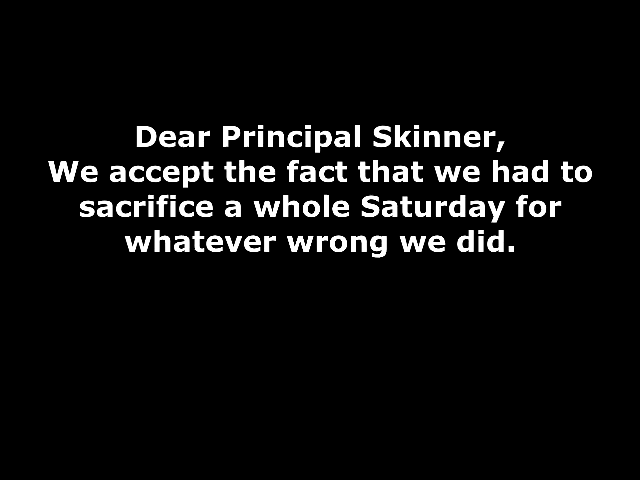 Dear Principal Skinner,
We accept the fact that we had to
sacrifice a whole Saturday for
whatever wrong we did.